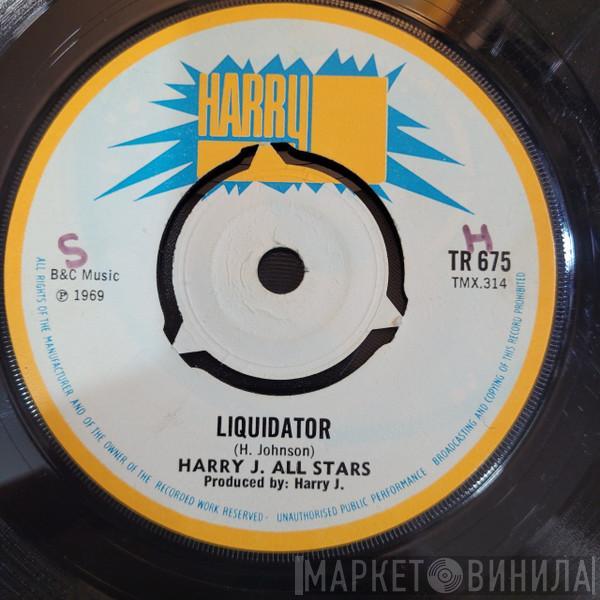 HARRY
S
H
B&C Music
℗ 1969
TR 675
TMX.314
LIQUIDATOR
(H. Johnson)
HARRY J. ALL STARS
Produced by: Harry J.
ALL RIGHTS OF THE MANUFACTURER AND OF THE OWNER OF THE RECORDED WORK RESERVED - UNAUTHORISED PUBLIC PERFORMANCE BROADCASTING AND COPYING OF THIS RECORD PROHIBITED
МАРКЕТ ВИНИЛА